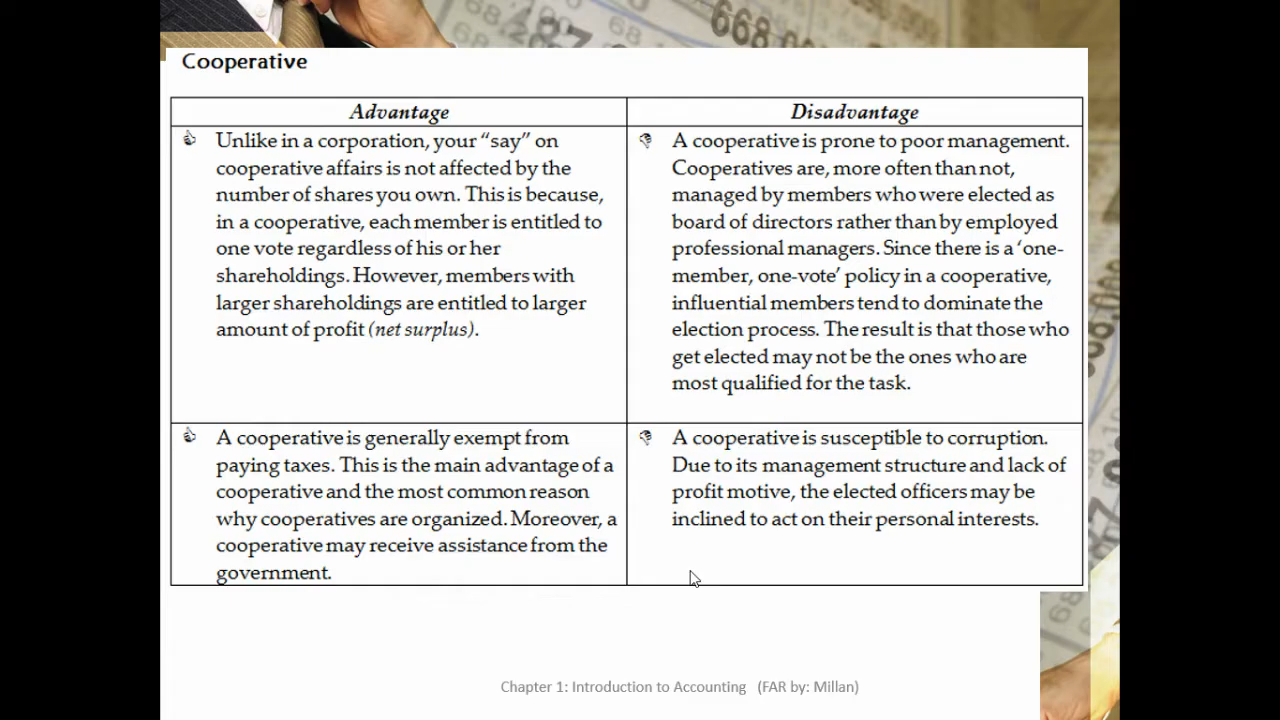 Cooperative
Advantage
Disadvantage
Unlike in a corporation, your “say” on
cooperative affairs is not affected by the
number of shares you own. This is because,
in a cooperative, each member is entitled to
one vote regardless of his or her
shareholdings. However, members with
larger shareholdings are entitled to larger
amount of profit (net surplus).
A cooperative is prone to poor management.
Cooperatives are, more often than not,
managed by members who were elected as
board of directors rather than by employed
professional managers. Since there is a ‘one-
member, one-vote’ policy in a cooperative,
influential members tend to dominate the
election process. The result is that those who
get elected may not be the ones who are
most qualified for the task.
A cooperative is generally exempt from
paying taxes. This is the main advantage of a
cooperative and the most common reason
why cooperatives are organized. Moreover, a
cooperative may receive assistance from the
government.
A cooperative is susceptible to corruption.
Due to its management structure and lack of
profit motive, the elected officers may be
inclined to act on their personal interests.
Chapter 1: Introduction to Accounting (FAR by: Millan)